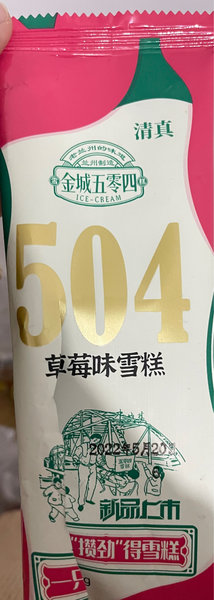 清真
老兰州的味道
兰州制造
金城五零四
ICE-CREAM
504
草莓味雪糕
2022年5月20
新品上市
"攒劲"得雪糕
一只
g